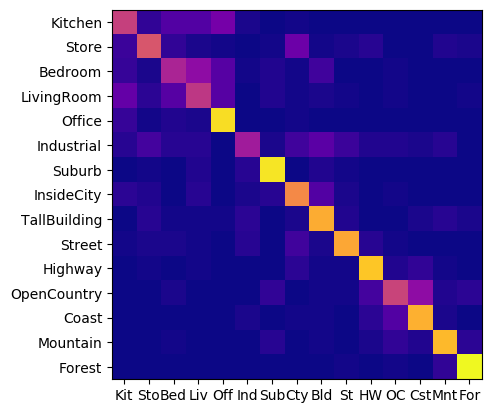 Kitchen
Store
Bedroom
LivingRoom
Office
Industrial
Suburb
InsideCity
TallBuilding
Street
Highway
OpenCountry
Coast
Mountain
Forest
Kit Sto Bed Liv Off Ind Sub Cty Bld St HW OC Cst Mnt For